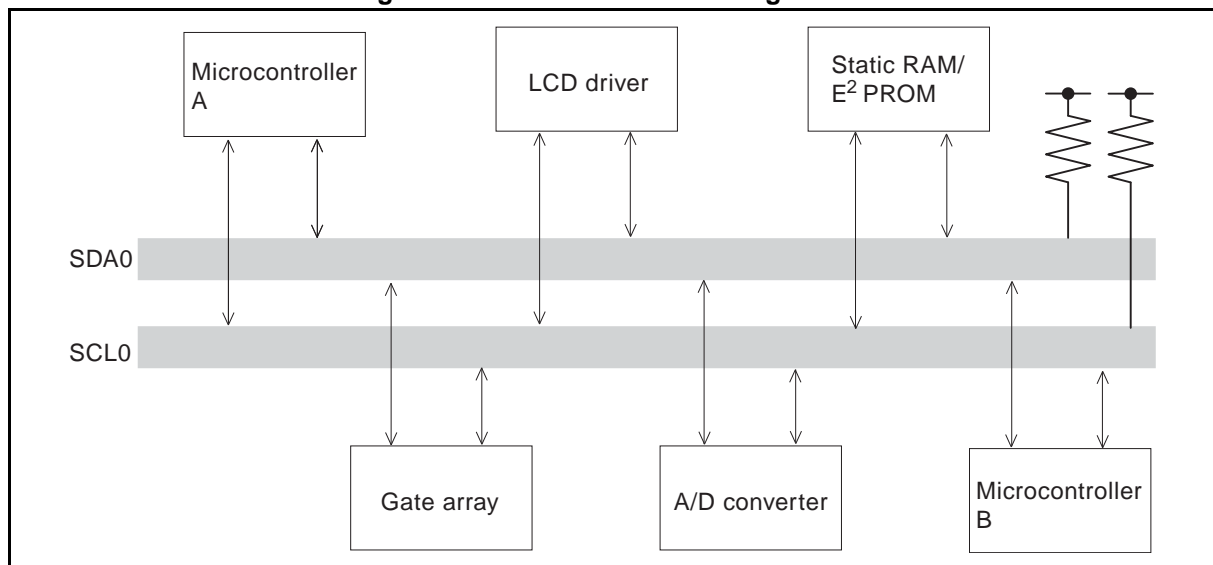 Microcontroller
A
LCD driver
Static RAM/
E² PROM
SDA0
SCL0
Gate array
A/D converter
Microcontroller
B